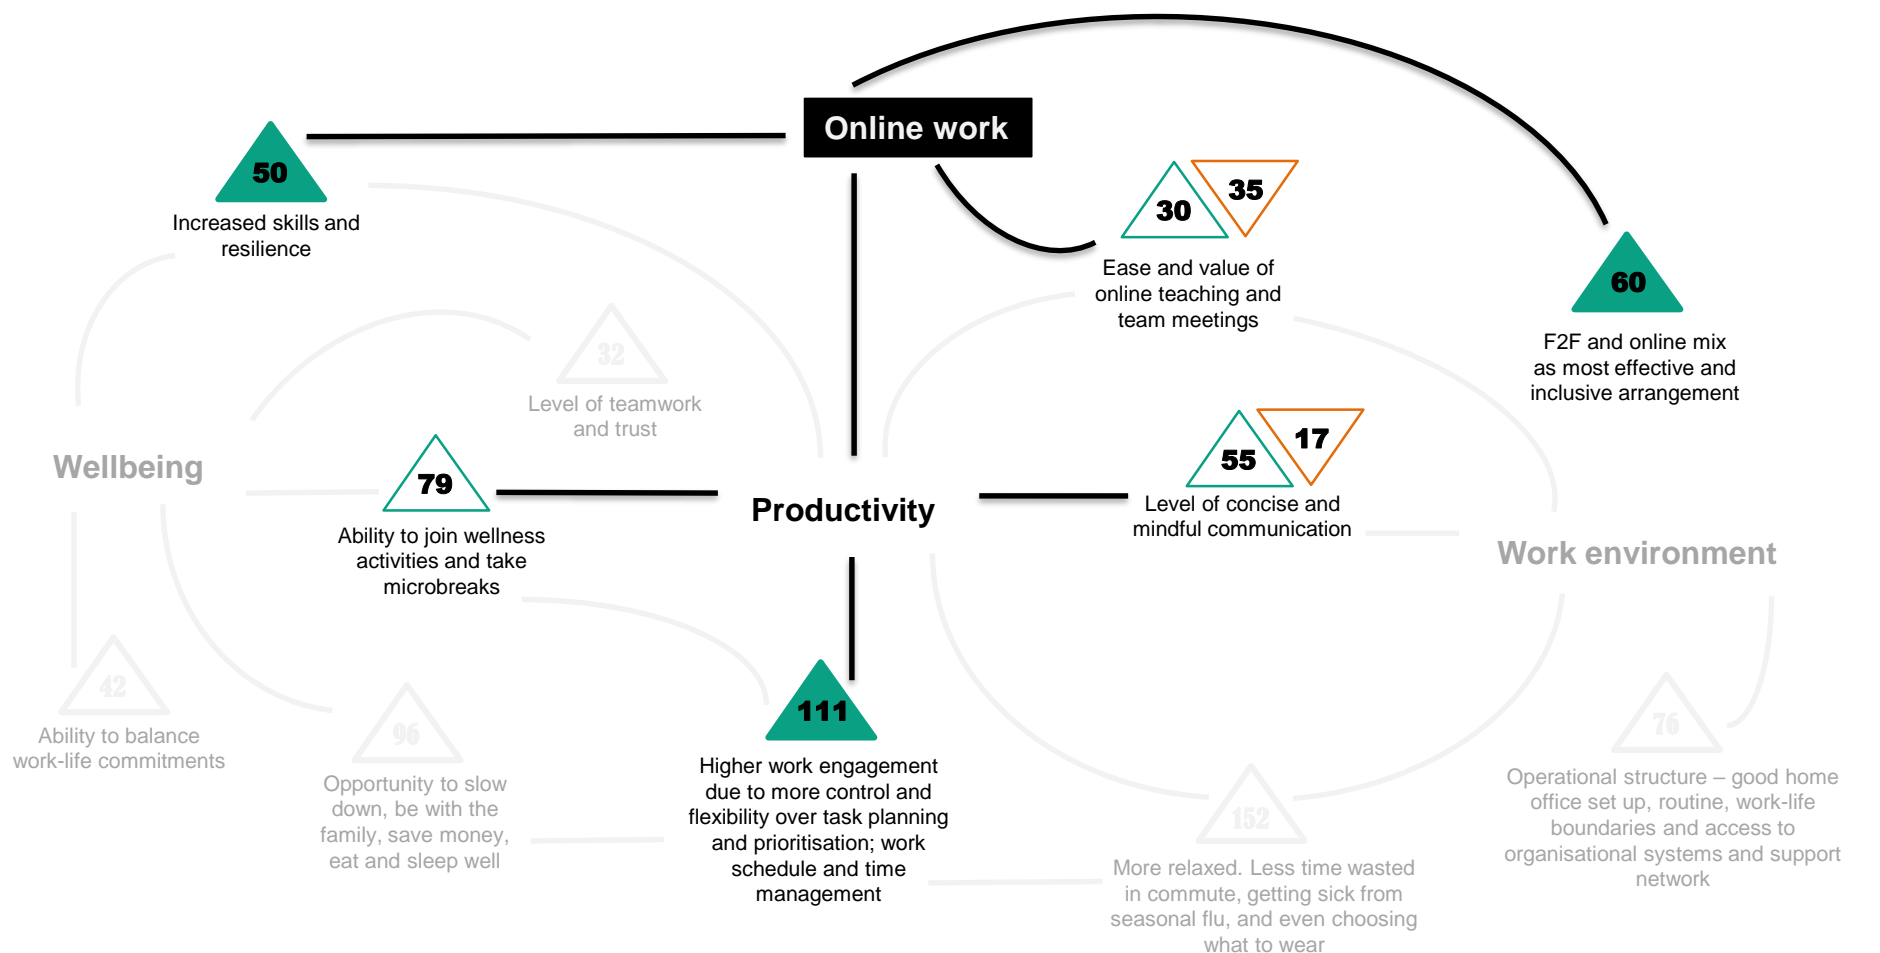 Online work
50
Increased skills and
resilience
30
35
Ease and value of
online teaching and
team meetings
60
F2F and online mix
as most effective and
inclusive arrangement
32
Level of teamwork
and trust
Wellbeing
79
Ability to join wellness
activities and take
microbreaks
Productivity
55
17
Level of concise and
mindful communication
Work environment
42
Ability to balance
work-life commitments
96
Opportunity to slow
down, be with the
family, save money,
eat and sleep well
111
Higher work engagement
due to more control and
flexibility over task planning
and prioritisation; work
schedule and time
management
152
More relaxed. Less time wasted
in commute, getting sick from
seasonal flu, and even choosing
what to wear
76
Operational structure – good home
office set up, routine, work-life
boundaries and access to
organisational systems and support
network